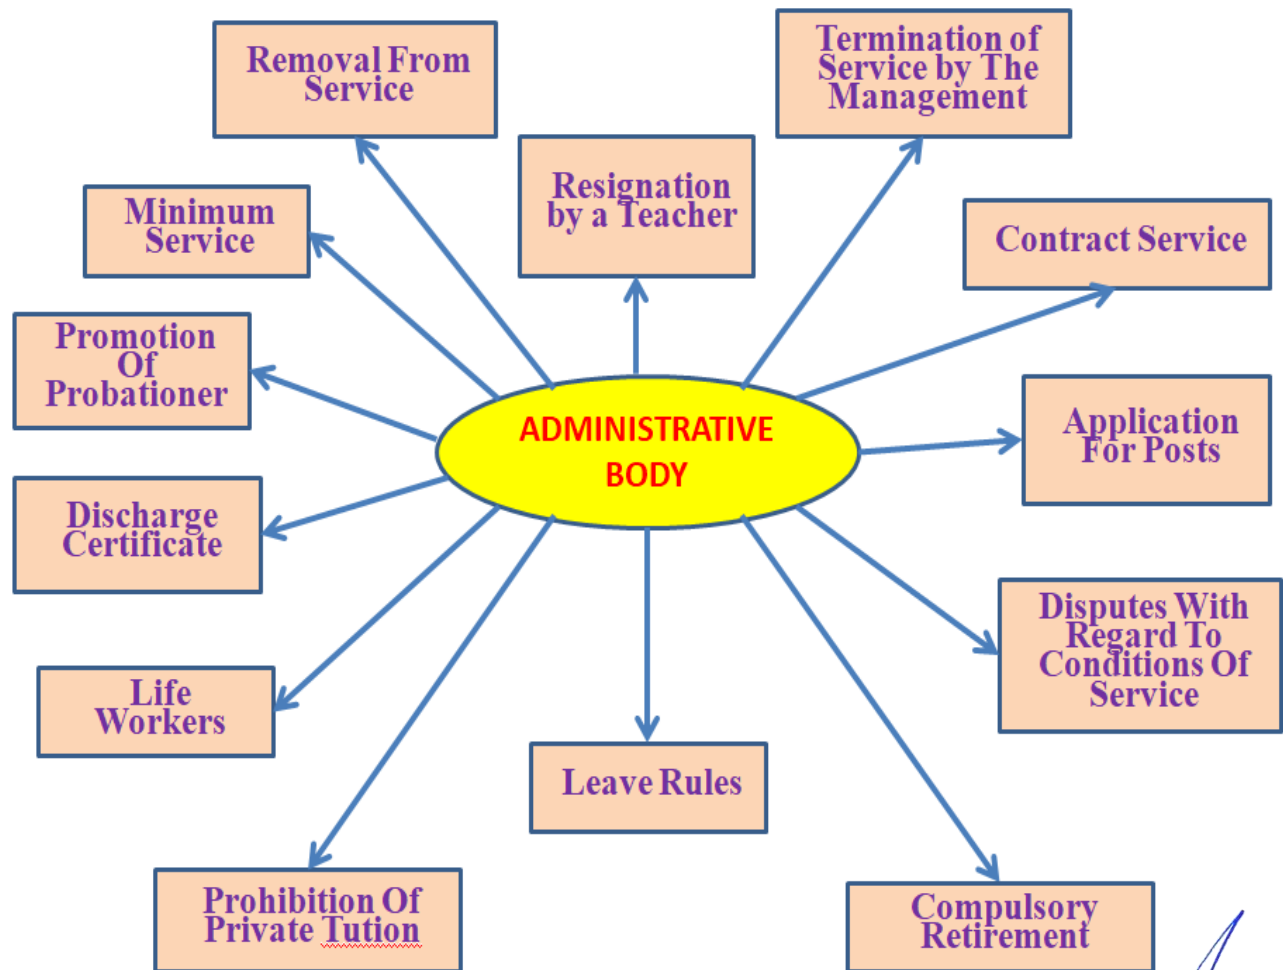 Removal From
Service
Termination of
Service by The
Management
Resignation
by a Teacher
Minimum
Service
Contract Service
Promotion
Of
Probationer
ADMINISTRATIVE
BODY
Application
For Posts
Discharge
Certificate
Disputes With
Regard To
Conditions Of
Service
Life
Workers
Leave Rules
Prohibition Of
Private Tution
Compulsory
Retirement